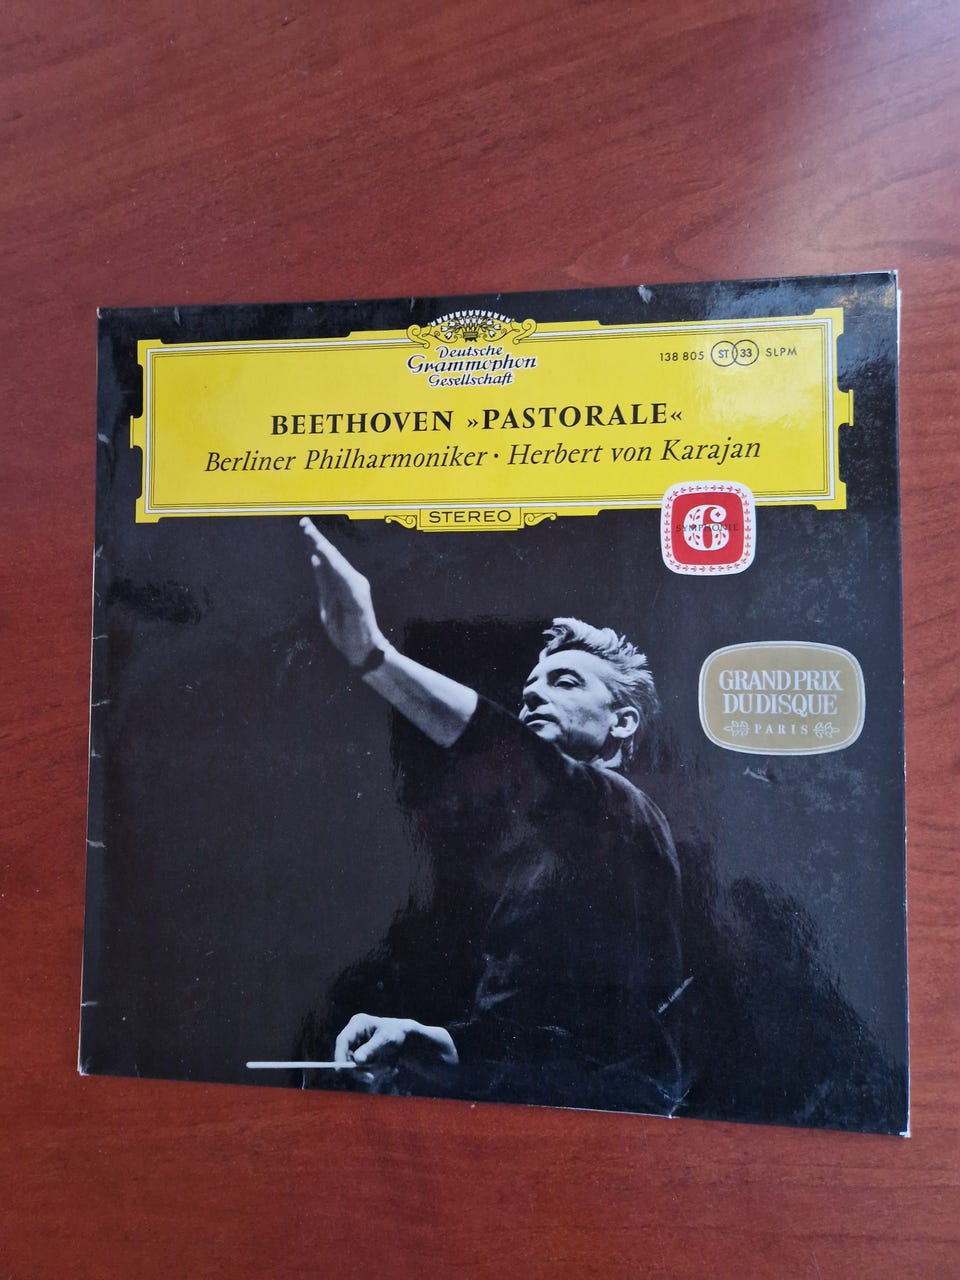 Deutsche
Grammophon
Gesellschaft
138 805 ST 33 SLPM
BEETHOVEN »PASTORALE«
Berliner Philharmoniker · Herbert von Karajan
STEREO
6
SYMPHONIE
GRAND PRIX
DU DISQUE
PARIS